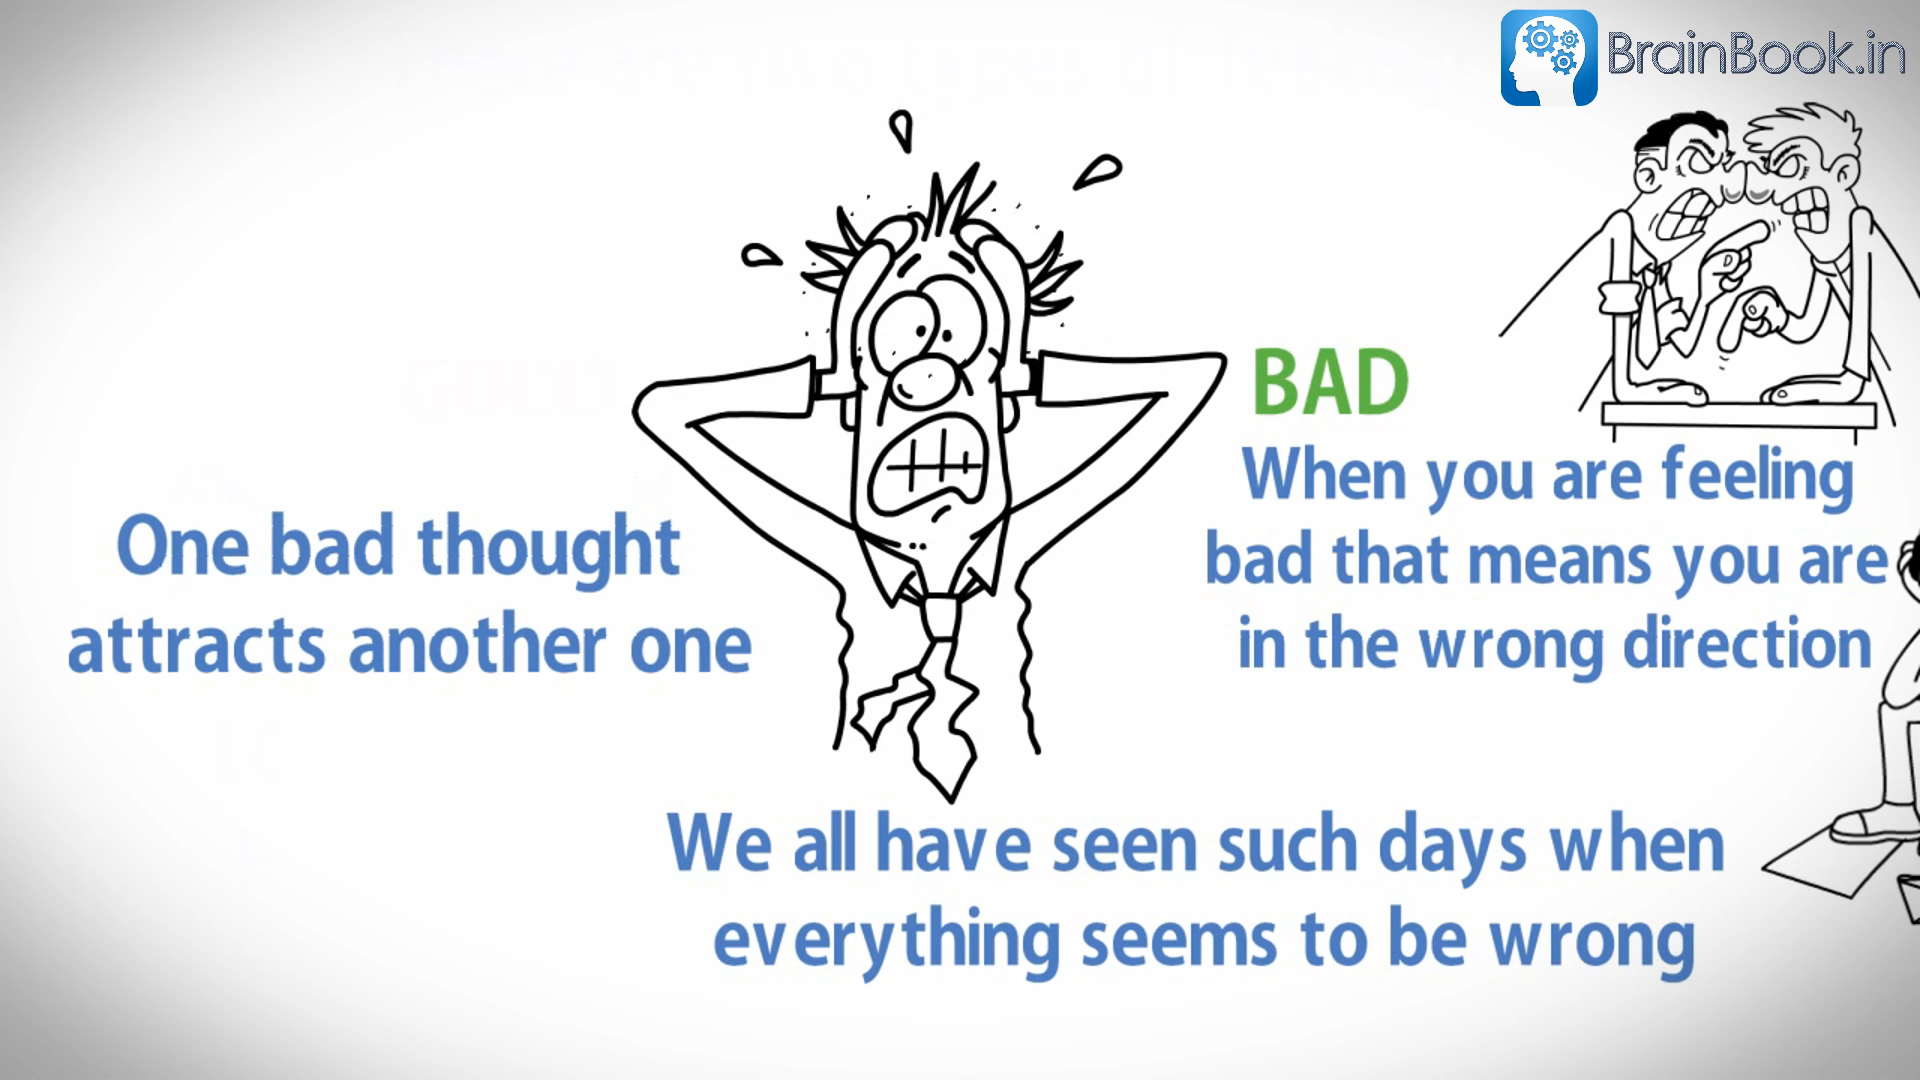 BrainBook.in
BAD
When you are feeling
bad that means you are
in the wrong direction
One bad thought
attracts another one
We all have seen such days when
everything seems to be wrong